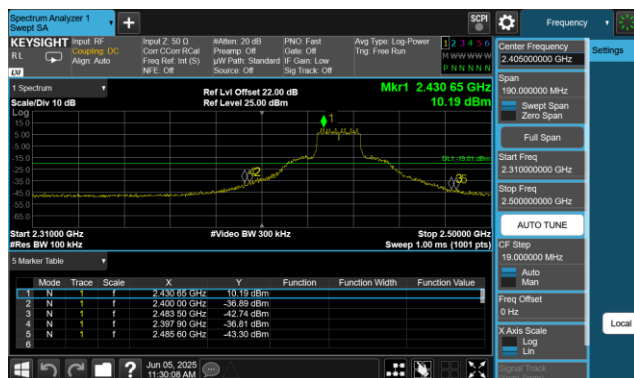 Spectrum Analyzer 1
Swept SA
+
SCPI
Frequency
KEYSIGHT
Input: RF
Coupling: DC
Align: Auto
Input Z: 50 Ω
Corr CCorr RCal
Freq Ref: Int (S)
NFE: Off
#Atten: 20 dB
Preamp: Off
µW Path: Standard
Source: Off
PNO: Fast
Gate: Off
IF Gain: Low
Sig Track: Off
Avg Type: Log-Power
Trig: Free Run
1 2 3 4 5 6
M W W W W W
P N N N N N
RL
LXI
1 Spectrum
Scale/Div 10 dB
Ref Lvl Offset 22.00 dB
Ref Level 25.00 dBm
Mkr1 2.430 65 GHz
10.19 dBm
Log
15.0
5.00
-5.00
-15.0
-25.0
-35.0
-45.0
-55.0
-65.0
1
DL1 -19.81 dBm
Start 2.31000 GHz
#Res BW 100 kHz
#Video BW 300 kHz
Stop 2.50000 GHz
Sweep 1.00 ms (1001 pts)
5 Marker Table
Mode Trace Scale X Y Function Function Width Function Value
1 N 1 f 2.430 65 GHz 10.19 dBm
2 N 1 f 2.400 00 GHz -36.89 dBm
3 N 1 f 2.483 50 GHz -42.74 dBm
4 N 1 f 2.397 90 GHz -36.81 dBm
5 N 1 f 2.485 60 GHz -43.30 dBm
Jun 05, 2025
11:30:08 AM
?
Center Frequency
2.405000000 GHz
Settings
Span
190.000000 MHz
Swept Span
Zero Span
Full Span
Start Freq
2.310000000 GHz
Stop Freq
2.500000000 GHz
AUTO TUNE
CF Step
19.000000 MHz
Auto
Man
Freq Offset
0 Hz
X Axis Scale
Log
Lin
Local
Signal Track